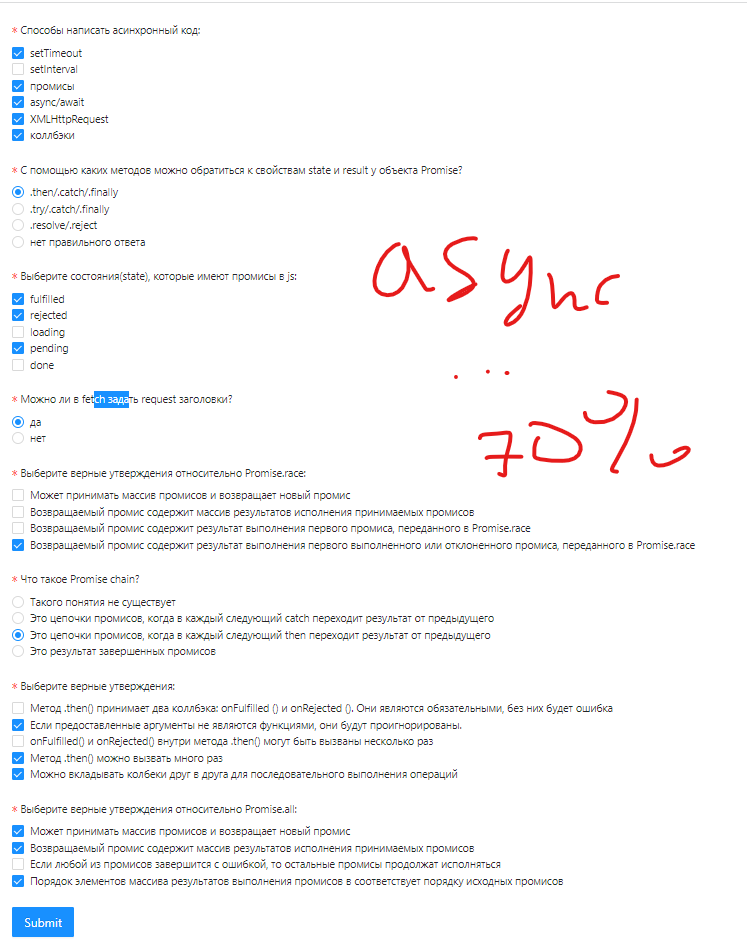 * Способы написать асинхронный код:
setTimeout
setInterval
промисы
async/await
XMLHttpRequest
коллбэки
* С помощью каких методов можно обратиться к свойствам state и result у объекта Promise?
.then/.catch/.finally
.try/.catch/.finally
.resolve/.reject
нет правильного ответа
async
* Выберите состояния(state), которые имеют промисы в js:
fulfilled
rejected
loading
pending
done
...
* Можно ли в fetch задать request заголовки?
да
нет
70%
* Выберите верные утверждения относительно Promise.race:
Может принимать массив промисов и возвращает новый промис
Возвращаемый промис содержит массив результатов исполнения принимаемых промисов
Возвращаемый промис содержит результат выполнения первого промиса, переданного в Promise.race
Возвращаемый промис содержит результат выполнения первого выполненного или отклоненного промиса, переданного в Promise.race
* Что такое Promise chain?
Такого понятия не существует
Это цепочки промисов, когда в каждый следующий catch переходит результат от предыдущего
Это цепочки промисов, когда в каждый следующий then переходит результат от предыдущего
Это результат завершенных промисов
* Выберите верные утверждения:
Метод .then() принимает два коллбэка: onFulfilled () и onRejected (). Они являются обязательными, без них будет ошибка
Если предоставленные аргументы не являются функциями, они будут проигнорированы.
onFulfilled() и onRejected() внутри метода .then() могут быть вызваны несколько раз
Метод .then() можно вызвать много раз
Можно вкладывать колбеки друг в друга для последовательного выполнения операций
* Выберите верные утверждения относительно Promise.all:
Может принимать массив промисов и возвращает новый промис
Возвращаемый промис содержит массив результатов исполнения принимаемых промисов
Если любой из промисов завершится с ошибкой, то остальные промисы продолжат исполняться
Порядок элементов массива результатов выполнения промисов в соответствует порядку исходных промисов
Submit